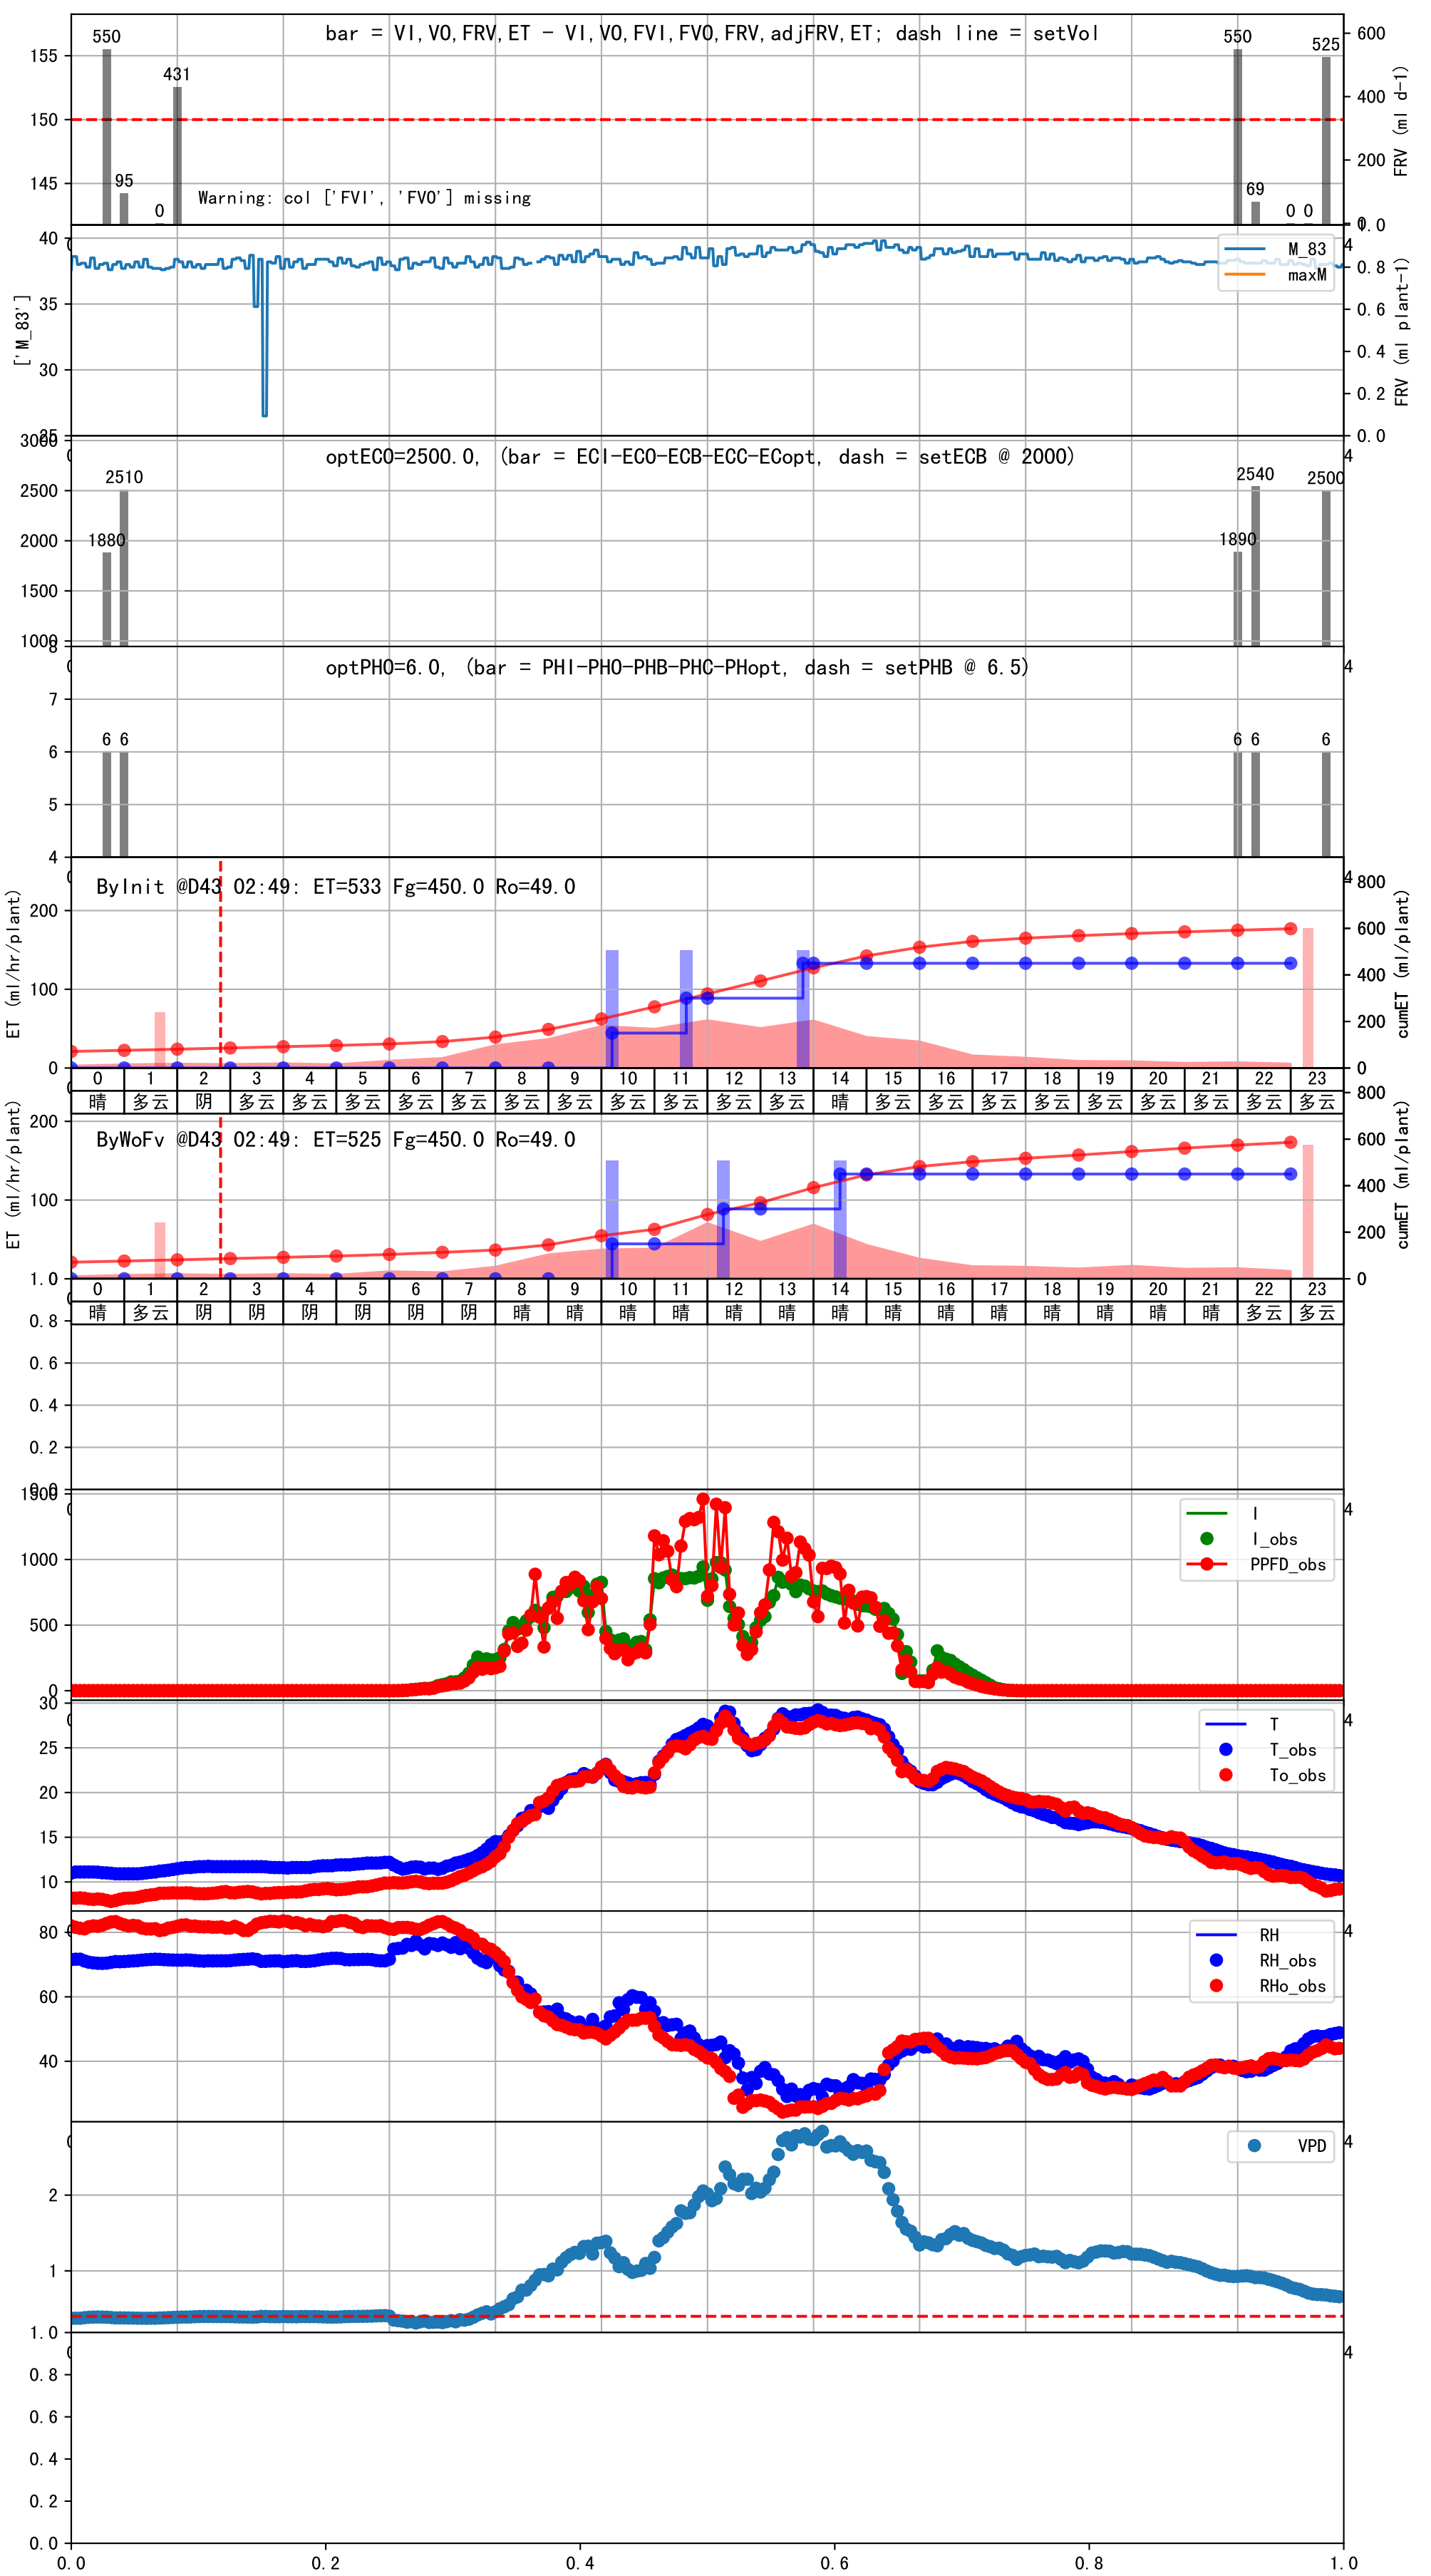 bar = VI,VO,FRV,ET - VI,VO,FVI,FVO,FRV,adjFRV,ET; dash line = setVol
550
95
0
431
550
69
0 0
525
Warning: col ['FVI', 'FVO'] missing
155
150
145
600
400
200
FRV (ml d-1)
1.0
40
35
30
25
['M_83']
M_83
maxM
0.8
0.6
0.4
0.2
0.0
FRV (ml plant-1)
optECO=2500.0, (bar = ECI-ECO-ECB-ECC-ECopt, dash = setECB @ 2000)
3000
2500
2000
1500
1000
1880
2510
1890
2540
2500
optPHO=6.0, (bar = PHI-PHO-PHB-PHC-PHopt, dash = setPHB @ 6.5)
8
7
6
5
4
6 6
6 6
6
ByInit @D43 02:49: ET=533 Fg=450.0 Ro=49.0
200
100
0
ET (ml/hr/plant)
800
600
400
200
0
cumET (ml/plant)
0 1 2 3 4 5 6 7 8 9 10 11 12 13 14 15 16 17 18 19 20 21 22 23
晴 多云 阴 多云 多云 多云 多云 阴 多云 多云 多云 多云 多云 多云 晴 多云 多云 多云 多云 多云 多云 多云 多云 多云
ByWoFv @D43 02:49: ET=525 Fg=450.0 Ro=49.0
200
100
ET (ml/hr/plant)
800
600
400
200
0
cumET (ml/plant)
0 1 2 3 4 5 6 7 8 9 10 11 12 13 14 15 16 17 18 19 20 21 22 23
晴 多云 阴 阴 阴 阴 阴 阴 晴 晴 晴 晴 晴 晴 晴 晴 晴 晴 晴 晴 晴 晴 多云 多云
1.0
0.8
0.6
0.4
0.2
0.0
1500
1000
500
0
I
I_obs
PPFD_obs
30
25
20
15
10
T
T_obs
To_obs
80
60
40
RH
RH_obs
RHo_obs
2
1
VPD
1.0
0.8
0.6
0.4
0.2
0.0
0.0 0.2 0.4 0.6 0.8 1.0